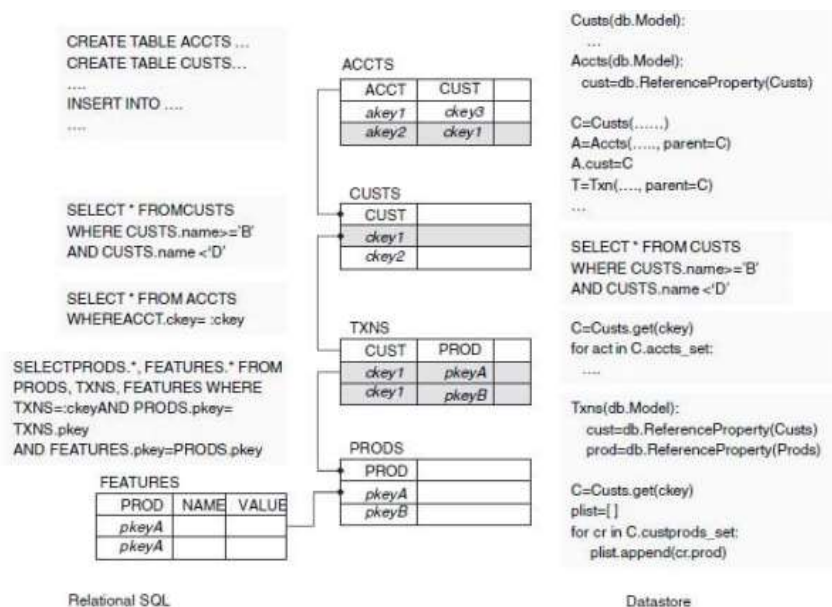 CREATE TABLE ACCTS ...
CREATE TABLE CUSTS...
....
INSERT INTO ....
....
SELECT * FROMCUSTS
WHERE CUSTS.name>='B'
AND CUSTS.name <'D'
SELECT * FROM ACCTS
WHEREACCT.ckey= :ckey
SELECTPRODS.*, FEATURES.* FROM
PRODS, TXNS, FEATURES WHERE
TXNS=:ckeyAND PRODS.pkey=
TXNS.pkey
AND FEATURES.pkey=PRODS.pkey
FEATURES
PROD NAME VALUE
pkeyA
pkeyA
Relational SQL
ACCTS
ACCT CUST
akey1 ckey3
akey2 ckey1
CUSTS
CUST
ckey1
ckey2
TXNS
CUST PROD
ckey1 pkeyA
ckey1 pkeyB
PRODS
PROD
pkeyA
pkeyB
Custs(db.Model):
...
Accts(db.Model):
cust=db.ReferenceProperty(Custs)
C=Custs(......)
A=Accts(....., parent=C)
A.cust=C
T=Txn(...., parent=C)
...
SELECT * FROM CUSTS
WHERE CUSTS.name>='B'
AND CUSTS.name <'D'
C=Custs.get(ckey)
for act in C.accts_set:
....
Txns(db.Model):
cust=db.ReferenceProperty(Custs)
prod=db.ReferenceProperty(Prods)
C=Custs.get(ckey)
plist=[ ]
for cr in C.custprods_set:
plist.append(cr.prod)
Datastore